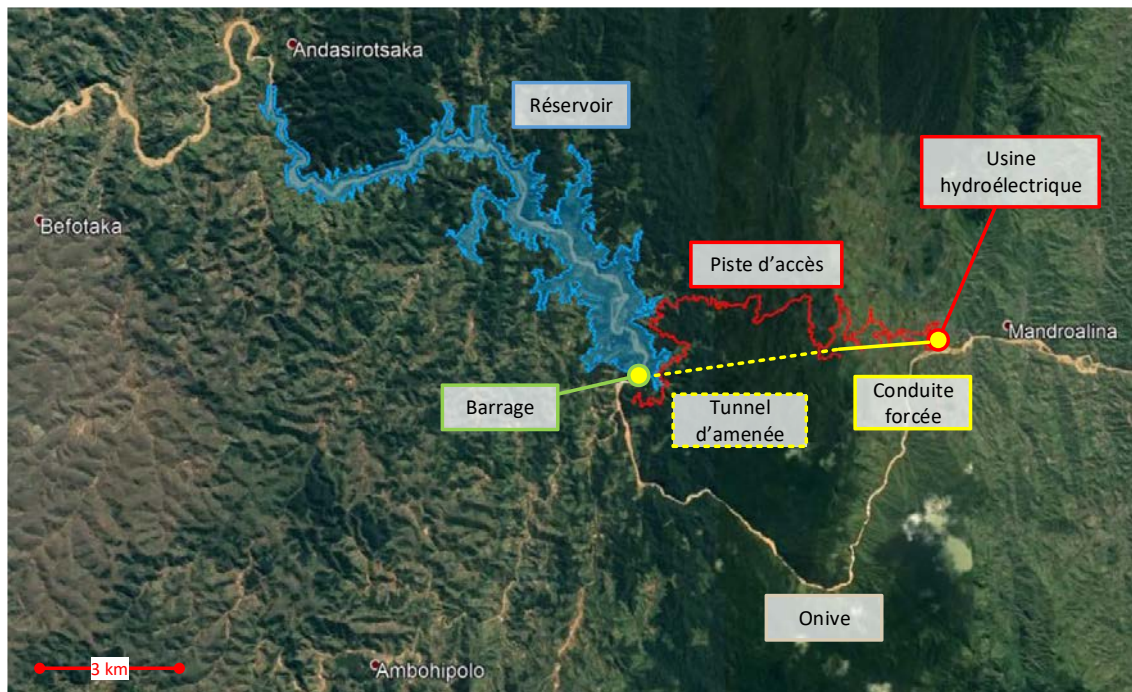 Andasirotsaka
Réservoir
Usine
hydroélectrique
Befotaka
Piste d’accès
Mandroalina
Barrage
Tunnel
d’amenée
Conduite
forcée
Onive
3 km
Ambohipolo